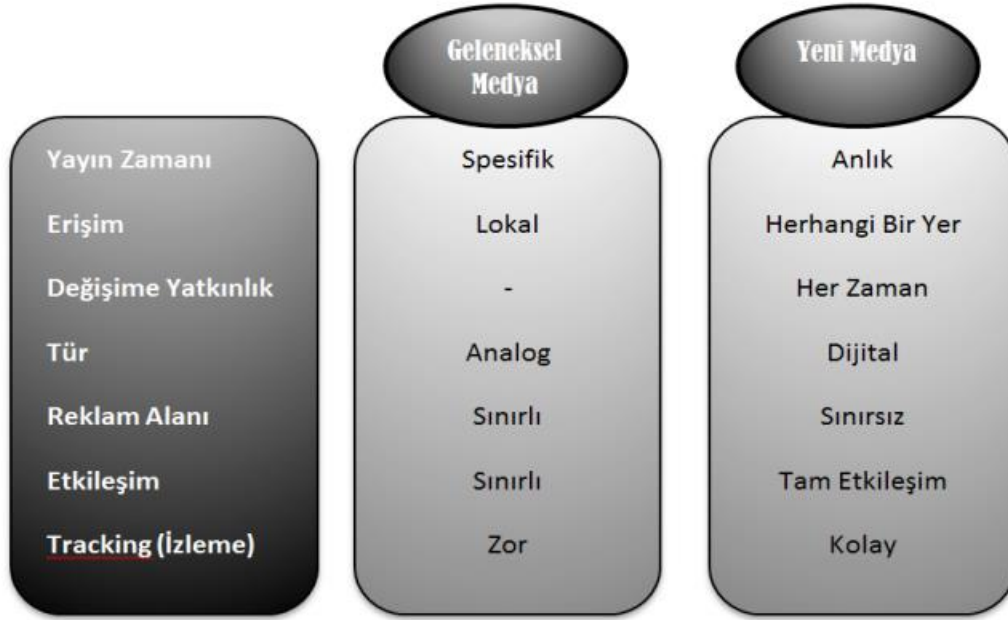 Geleneksel
Medya
Yeni Medya
Yayın Zamanı Spesifik Anlık
Erişim Lokal Herhangi Bir Yer
Değişime Yatkınlık - Her Zaman
Tür Analog Dijital
Reklam Alanı Sınırlı Sınırsız
Etkileşim Sınırlı Tam Etkileşim
Tracking (İzleme) Zor Kolay